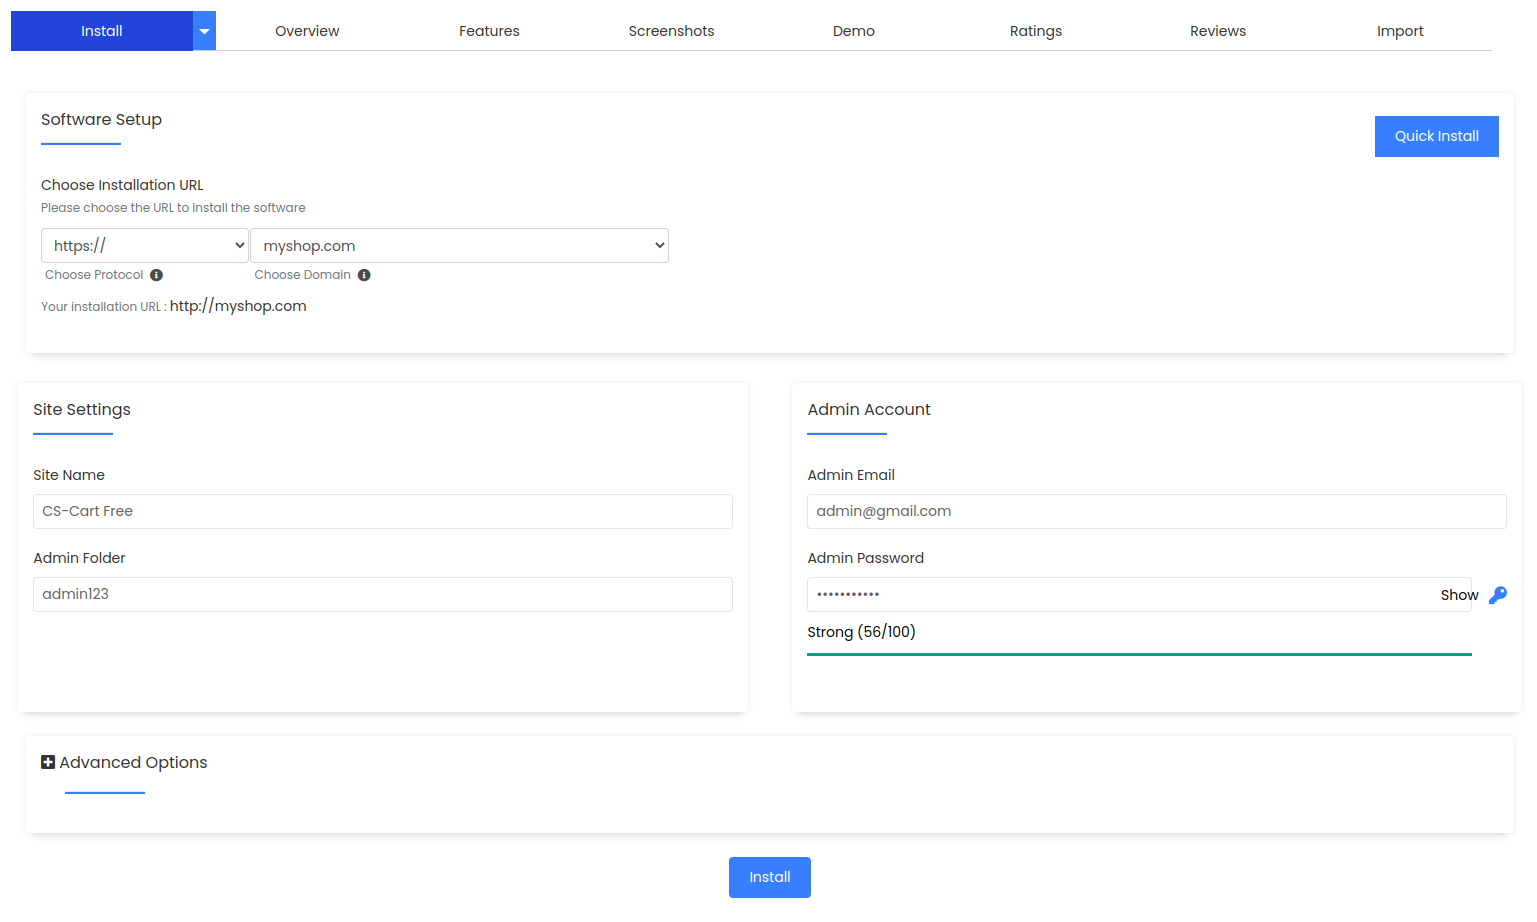 Install Overview Features Screenshots Demo Ratings Reviews Import
Software Setup
Quick Install
Choose Installation URL
Please choose the URL to install the software
https:// myshop.com
Choose Protocol Choose Domain
Your installation URL : http://myshop.com
Site Settings
Site Name
CS-Cart Free
Admin Folder
admin123
Admin Account
Admin Email
admin@gmail.com
Admin Password
••••••••••• Show
Strong (56/100)
Advanced Options
Install